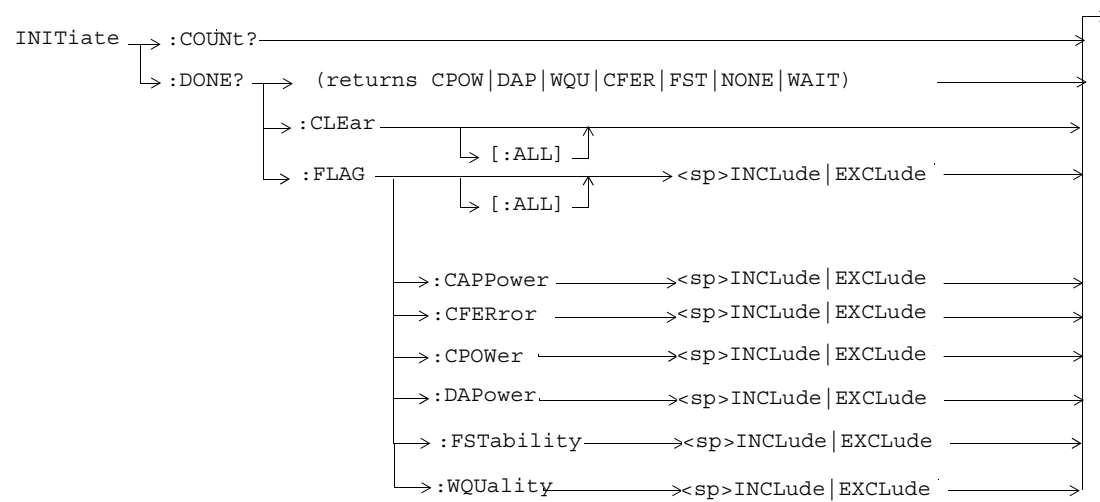 INITiate :COUNt?
:DONE? (returns CPOW|DAP|WQU|CFER|FST|NONE|WAIT)
:CLEar
[:ALL]
:FLAG <sp>INCLude|EXCLude
[:ALL]
:CAPPower <sp>INCLude|EXCLude
:CFERror <sp>INCLude|EXCLude
:CPOWer <sp>INCLude|EXCLude
:DAPower <sp>INCLude|EXCLude
:FSTability <sp>INCLude|EXCLude
:WQUality <sp>INCLude|EXCLude